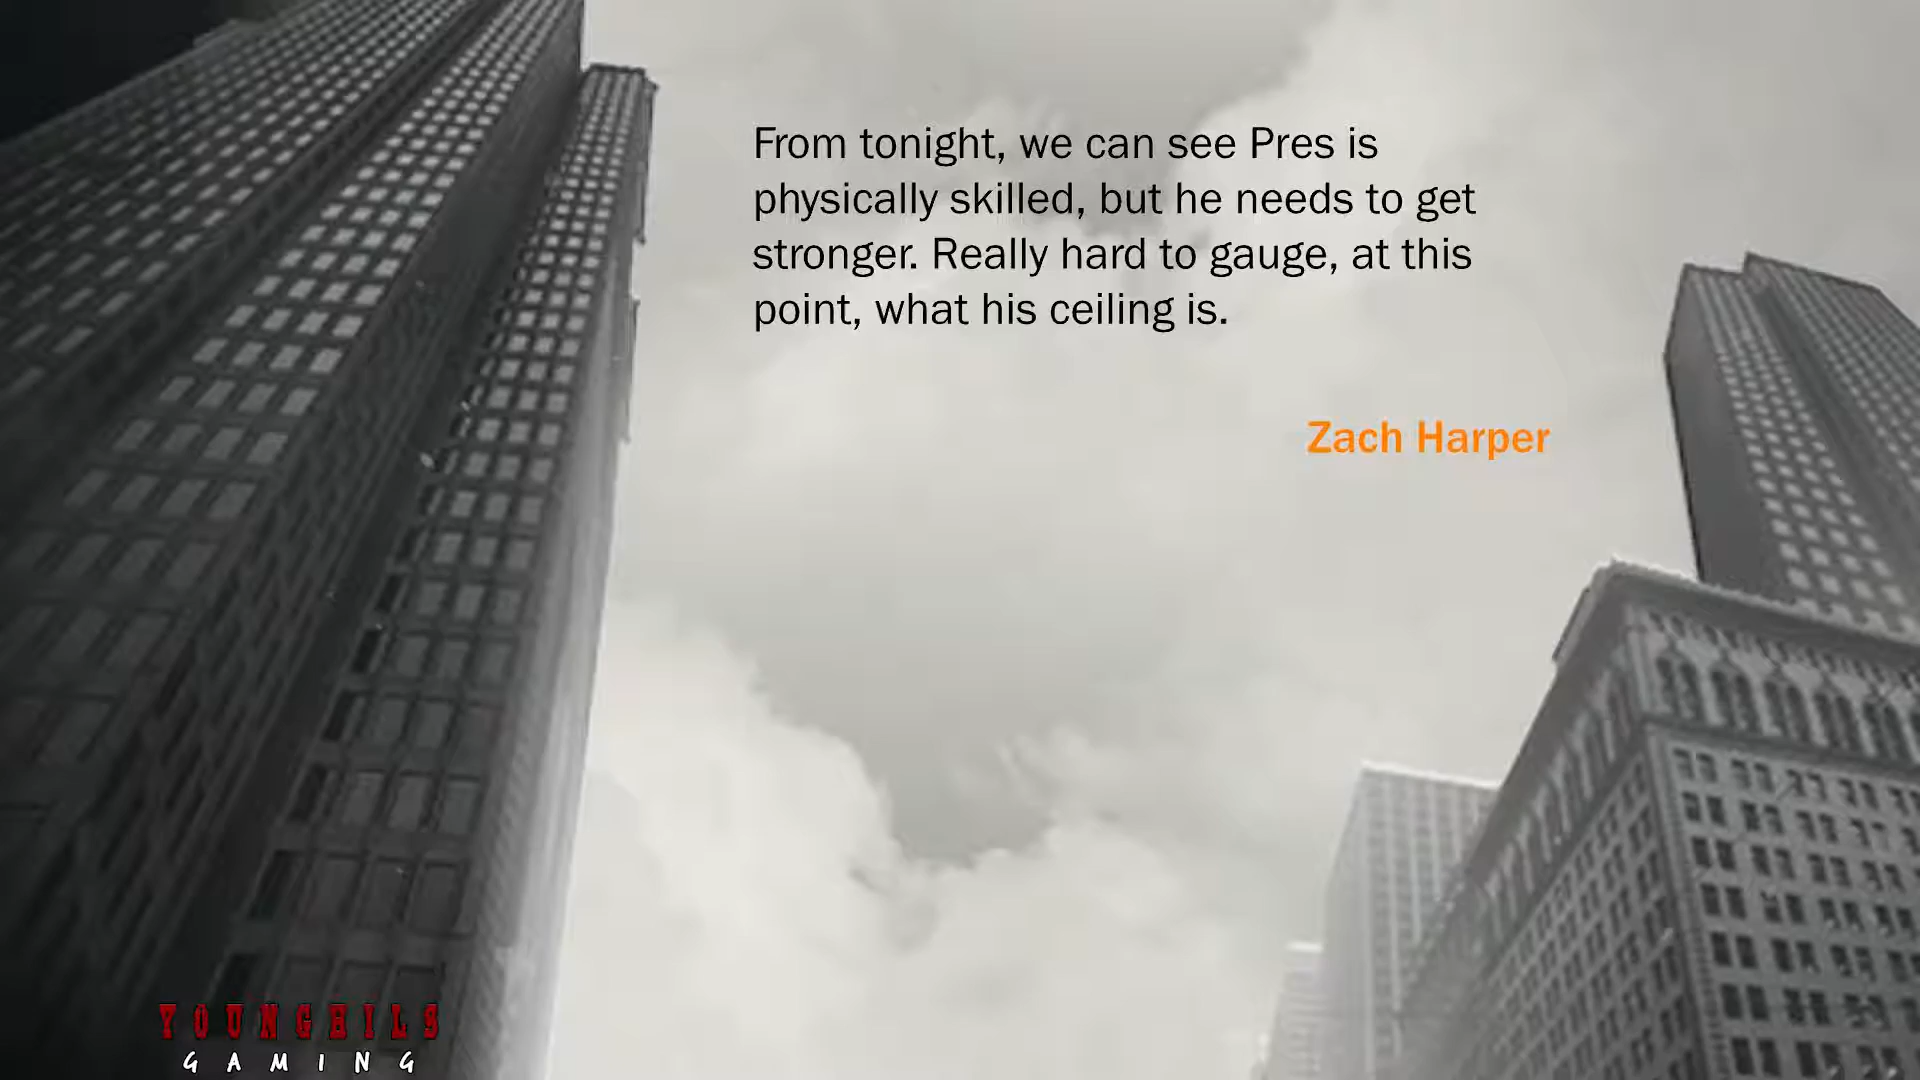 From tonight, we can see Pres is
physically skilled, but he needs to get
stronger. Really hard to gauge, at this
point, what his ceiling is.
Zach Harper
YOUNGHILS
GAMING